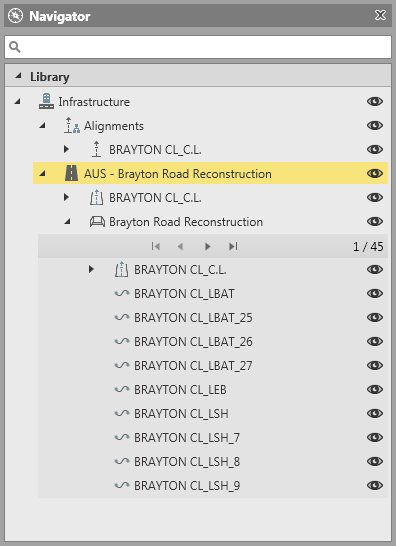 Navigator
Library
Infrastructure
Alignments
BRAYTON CL_C.L.
AUS - Brayton Road Reconstruction
BRAYTON CL_C.L.
Brayton Road Reconstruction
1 / 45
BRAYTON CL_C.L.
BRAYTON CL_LBAT
BRAYTON CL_LBAT_25
BRAYTON CL_LBAT_26
BRAYTON CL_LBAT_27
BRAYTON CL_LEB
BRAYTON CL_LSH
BRAYTON CL_LSH_7
BRAYTON CL_LSH_8
BRAYTON CL_LSH_9